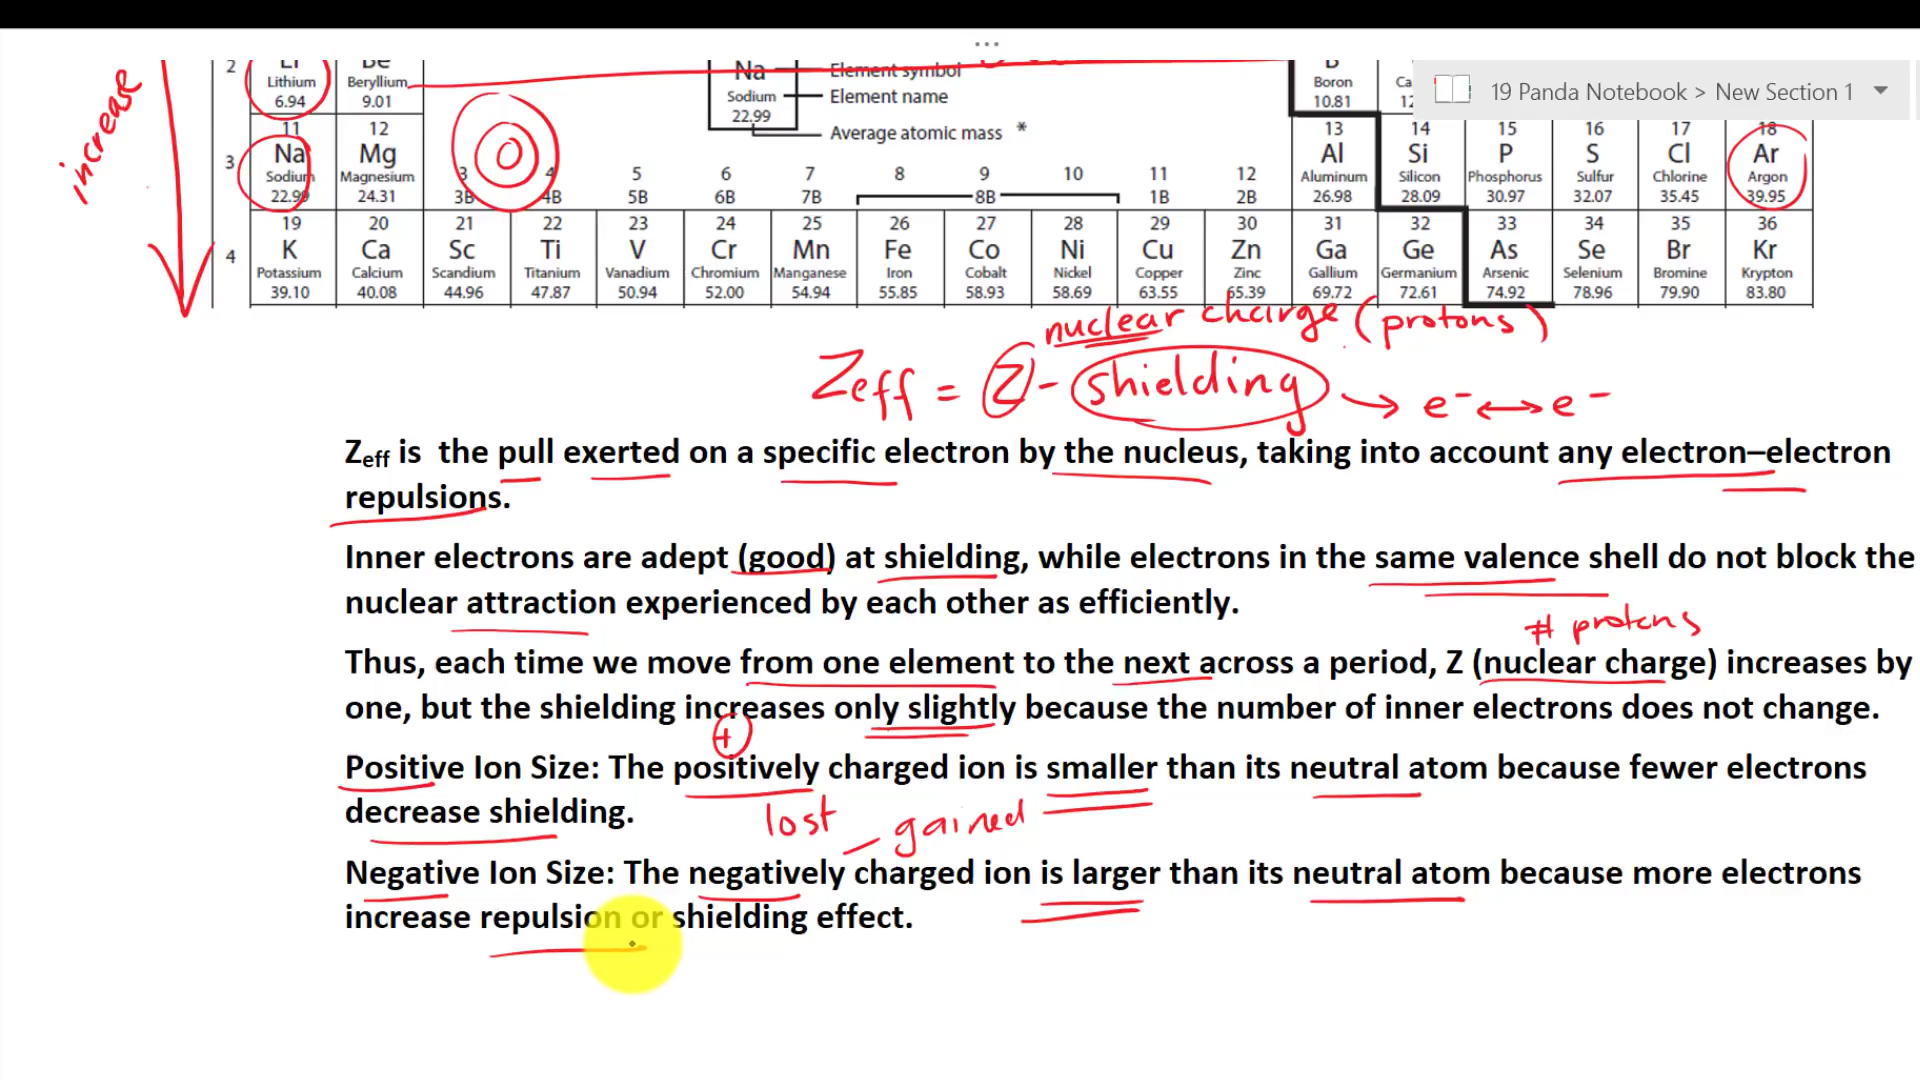 ...
19 Panda Notebook > New Section 1
increase
2 Li Be Na Element symbol B
Lithium Beryllium Sodium Element name Boron Ca
6.94 9.01 22.99 Average atomic mass * 10.81 12
11 12 13 14 15 16 17 18
3 Na Mg Al Si P S Cl Ar
Sodium Magnesium 3 4 5 6 7 8 9 10 11 12 Aluminum Silicon Phosphorus Sulfur Chlorine Argon
22.99 24.31 3B 4B 5B 6B 7B 8B 1B 2B 26.98 28.09 30.97 32.07 35.45 39.95
19 20 21 22 23 24 25 26 27 28 29 30 31 32 33 34 35 36
4 K Ca Sc Ti V Cr Mn Fe Co Ni Cu Zn Ga Ge As Se Br Kr
Potassium Calcium Scandium Titanium Vanadium Chromium Manganese Iron Cobalt Nickel Copper Zinc Gallium Germanium Arsenic Selenium Bromine Krypton
39.10 40.08 44.96 47.87 50.94 52.00 54.94 55.85 58.93 58.69 63.55 65.39 69.72 72.61 74.92 78.96 79.90 83.80
nuclear charge (protons)
Zeff = Z - shielding → e⁻ ↔ e⁻
Zeff is the pull exerted on a specific electron by the nucleus, taking into account any electron–electron
repulsions.
Inner electrons are adept (good) at shielding, while electrons in the same valence shell do not block the
nuclear attraction experienced by each other as efficiently.
# protons
Thus, each time we move from one element to the next across a period, Z (nuclear charge) increases by
one, but the shielding increases only slightly because the number of inner electrons does not change.
+
Positive Ion Size: The positively charged ion is smaller than its neutral atom because fewer electrons
decrease shielding.
lost
– gained
Negative Ion Size: The negatively charged ion is larger than its neutral atom because more electrons
increase repulsion or shielding effect.